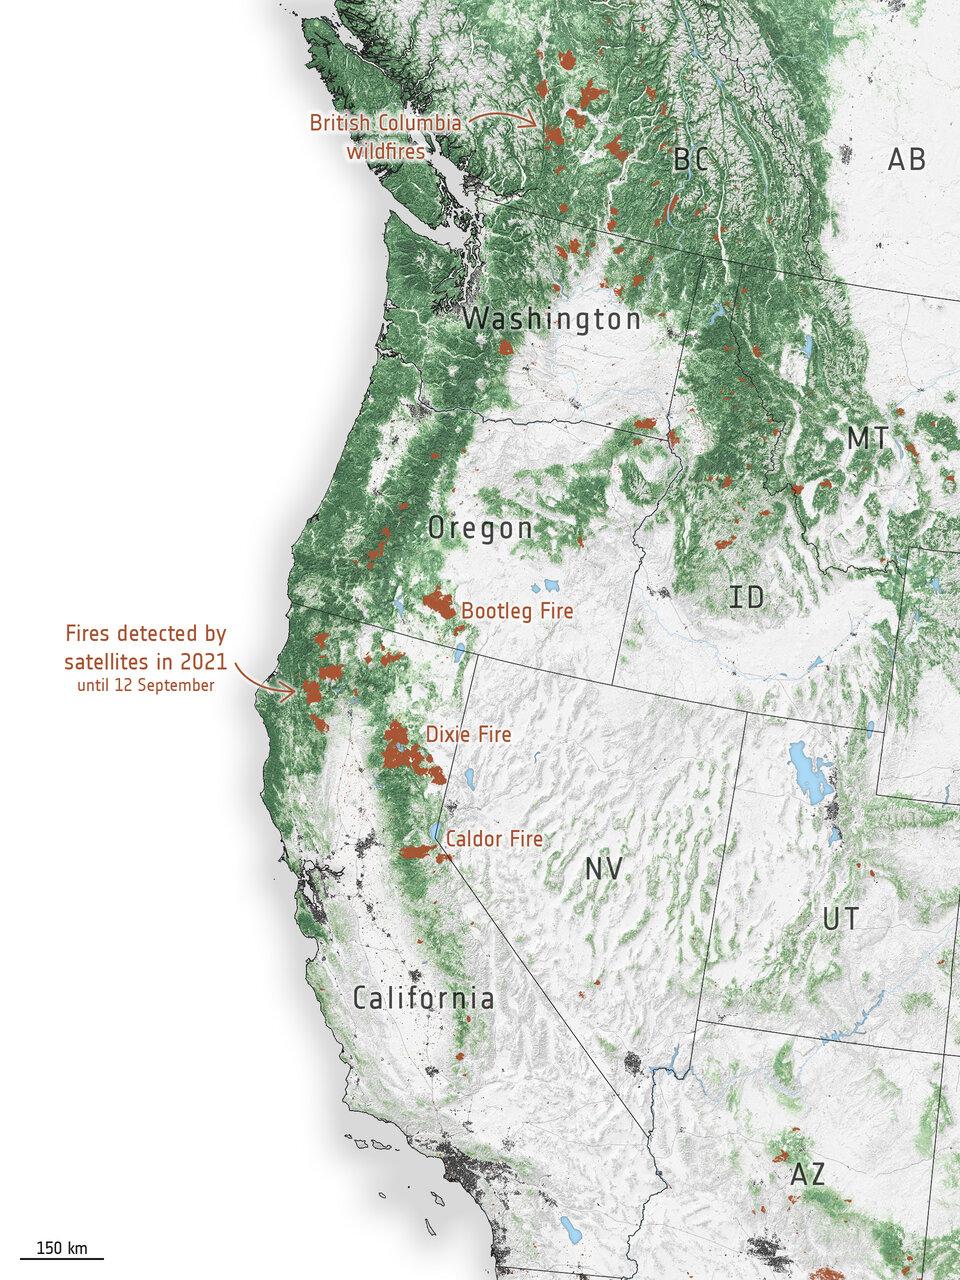 British Columbia
wildfires
BC
AB
Washington
MT
Oregon
ID
Bootleg Fire
Fires detected by
satellites in 2021
until 12 September
Dixie Fire
Caldor Fire
NV
UT
California
AZ
150 km